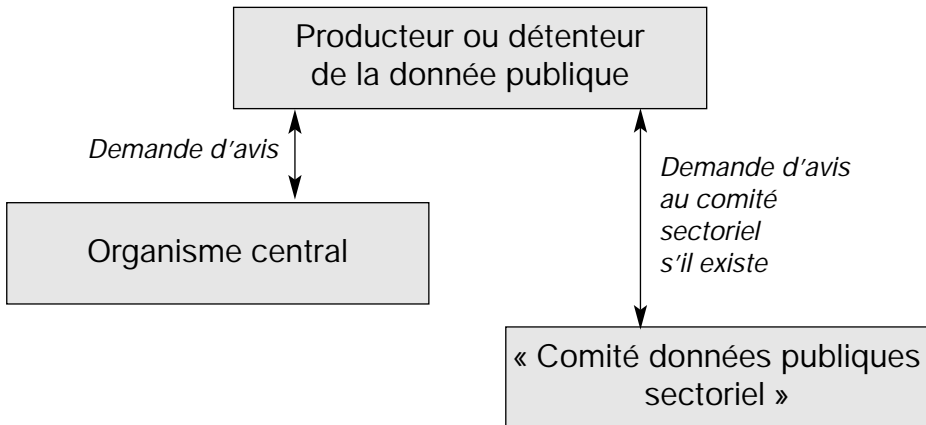 Producteur ou détenteur
de la donnée publique
Demande d'avis
Organisme central
Demande d'avis
au comité
sectoriel
s'il existe
« Comité données publiques
sectoriel »